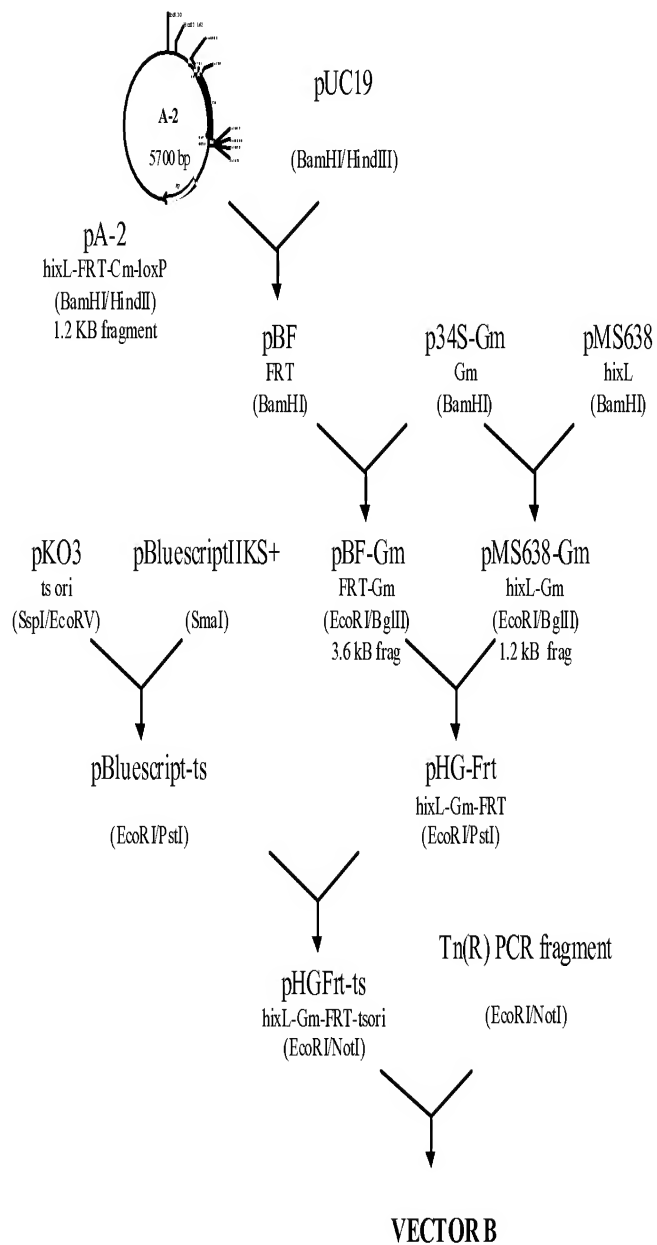 pUC19
A-2
5700 bp
(BamHI/HindIII)
pA-2
hixL-FRT-Cm-loxP
(BamHI/HindII)
1.2 KB fragment
pBF
FRT
(BamHI)
p34S-Gm
Gm
(BamHI)
pMS638
hixL
(BamHI)
pKO3
ts ori
(SspI/EcoRV)
pBluescriptIIKS+
(SmaI)
pBF-Gm
FRT-Gm
(EcoRI/BglII)
3.6 kB frag
pMS638-Gm
hixL-Gm
(EcoRI/BglII)
1.2 kB frag
pBluescript-ts
(EcoRI/PstI)
pHG-Frt
hixL-Gm-FRT
(EcoRI/PstI)
pHGFrt-ts
hixL-Gm-FRT-tsori
(EcoRI/NotI)
Tn(R) PCR fragment
(EcoRI/NotI)
VECTOR B